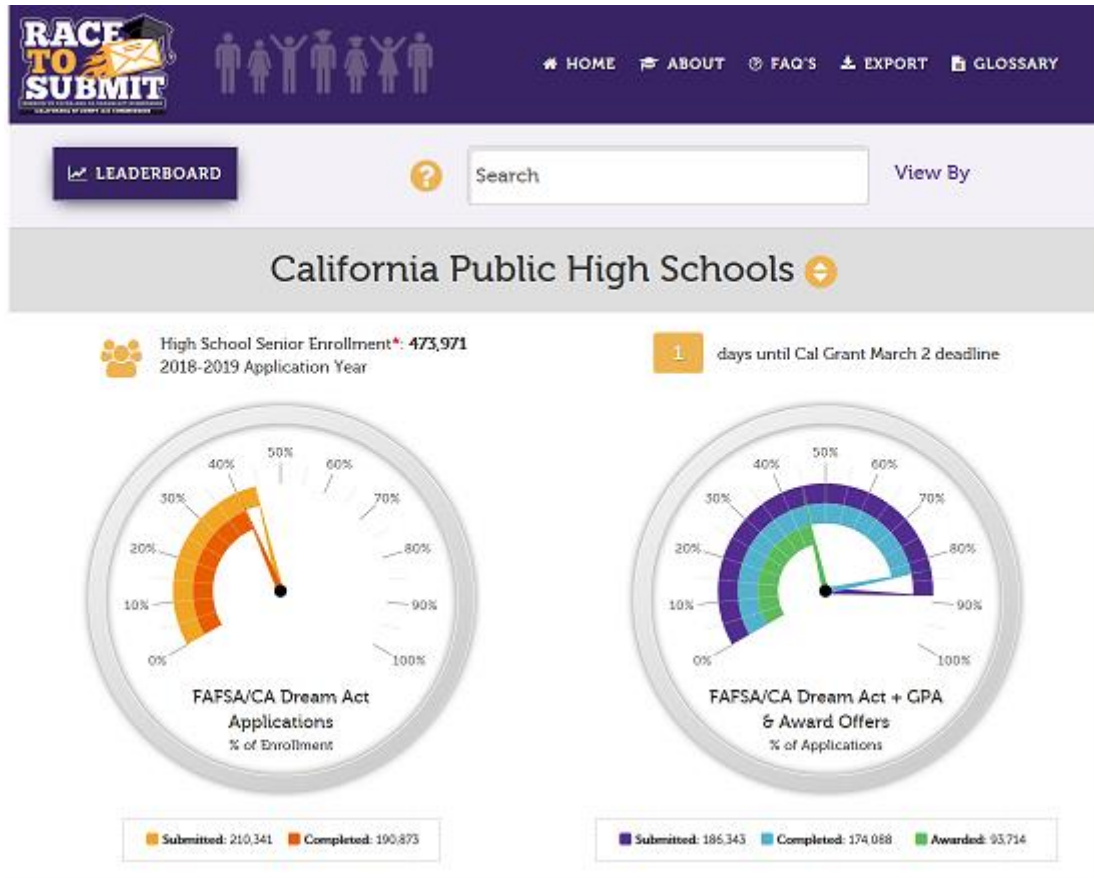 RACE
TO
SUBMIT
HOME ABOUT FAQ'S EXPORT GLOSSARY
LEADERBOARD ? Search View By
California Public High Schools
High School Senior Enrollment*: 473,971
2018-2019 Application Year
1 days until Cal Grant March 2 deadline
0% 10% 20% 30% 40% 50% 60% 70% 80% 90% 100%
FAFSA/CA Dream Act
Applications
% of Enrollment
Submitted: 210,341 Completed: 190,873
0% 10% 20% 30% 40% 50% 60% 70% 80% 90% 100%
FAFSA/CA Dream Act + GPA
& Award Offers
% of Applications
Submitted: 186,343 Completed: 174,088 Awarded: 93,714